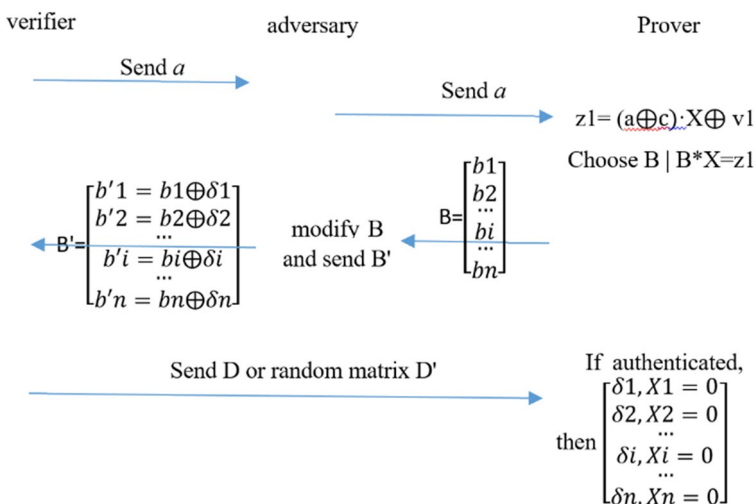 verifier adversary Prover
Send a
Send a
z1= (a⊕c)·X⊕ v1
Choose B | B*X=z1
B'=
b′1 = b1⊕δ1
b′2 = b2⊕δ2
...
b′i = bi⊕δi
...
b′n = bn⊕δn
modify B
and send B'
B=
b1
b2
...
bi
...
bn
Send D or random matrix D'
If authenticated,
then
δ1, X1 = 0
δ2, X2 = 0
...
δi, Xi = 0
...
δn, Xn = 0